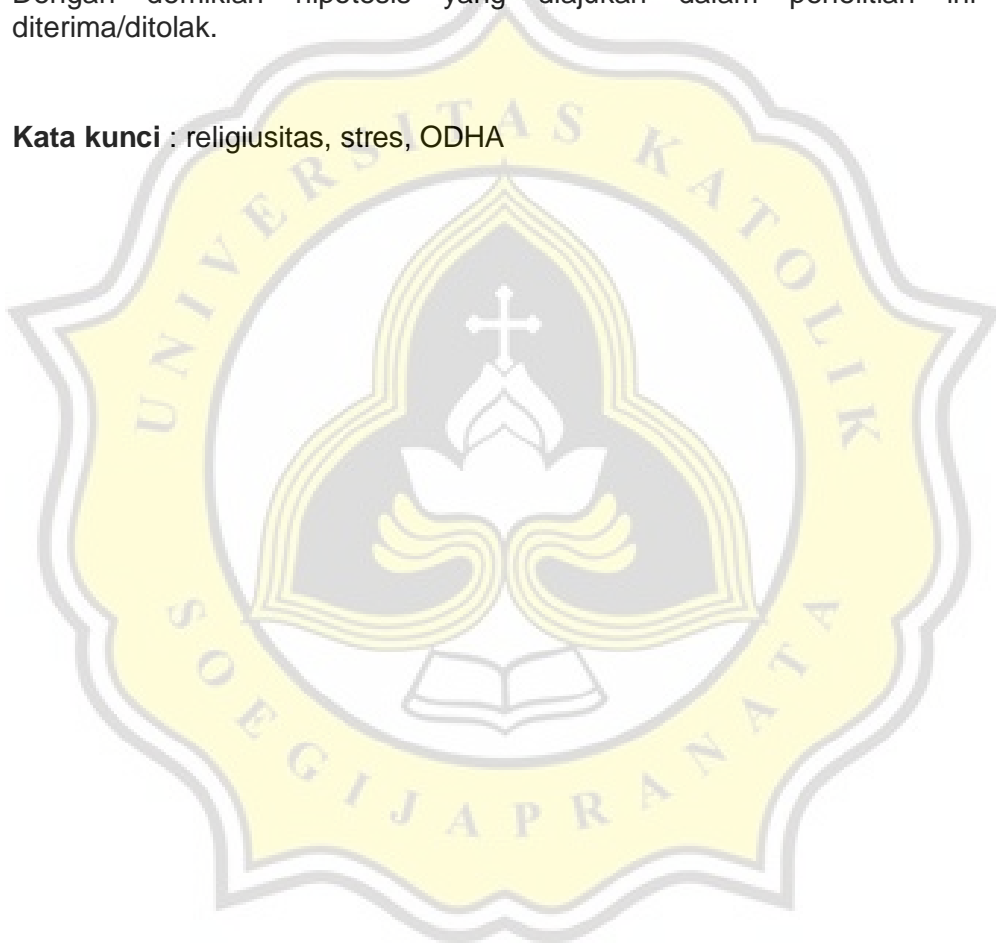 Dengan demikian hipotesis yang diajukan dalam penelitian ini
diterima/ditolak.
Kata kunci : religiusitas, stres, ODHA
UNIVERSITAS KATOLIK
SOEGIJAPRANATA